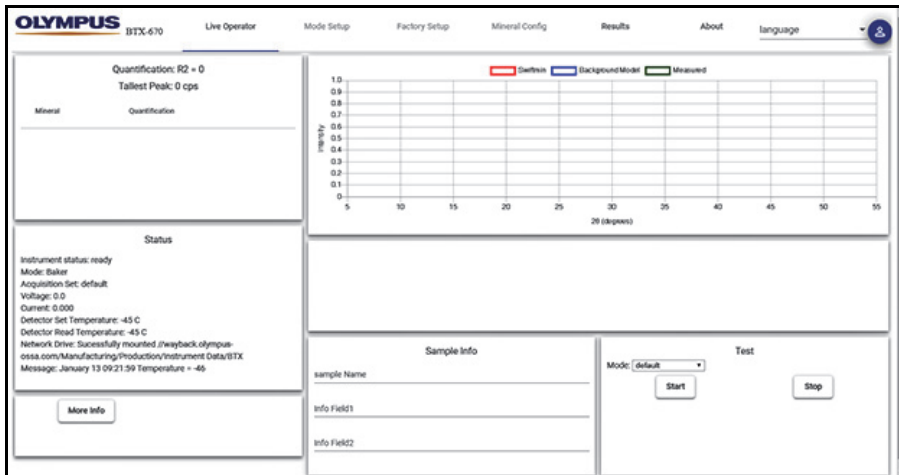 OLYMPUS BTX-670
Live Operator Mode Setup Factory Setup Mineral Config Results About language
Quantification: R2 = 0
Tallest Peak: 0 cps
Mineral Quantification
Status
Instrument status: ready
Mode: Baker
Acquisition Set: default
Voltage: 0.0
Current: 0.000
Detector Set Temperature: -45 C
Detector Read Temperature: -45 C
Network Drive: Sucessfully mounted //wayback.olympus-
ossa.com/Manufacturing/Production/Instrument Data/BTX
Message: January 13 09:21:59 Temperature = -46
More Info
Swiftmin Background Model Measured
Intensity
1.0
0.9
0.8
0.7
0.6
0.5
0.4
0.3
0.2
0.1
0
5 10 15 20 25 30 35 40 45 50 55
2θ (degrees)
Sample Info
sample Name
Info Field1
Info Field2
Test
Mode: default
Start Stop